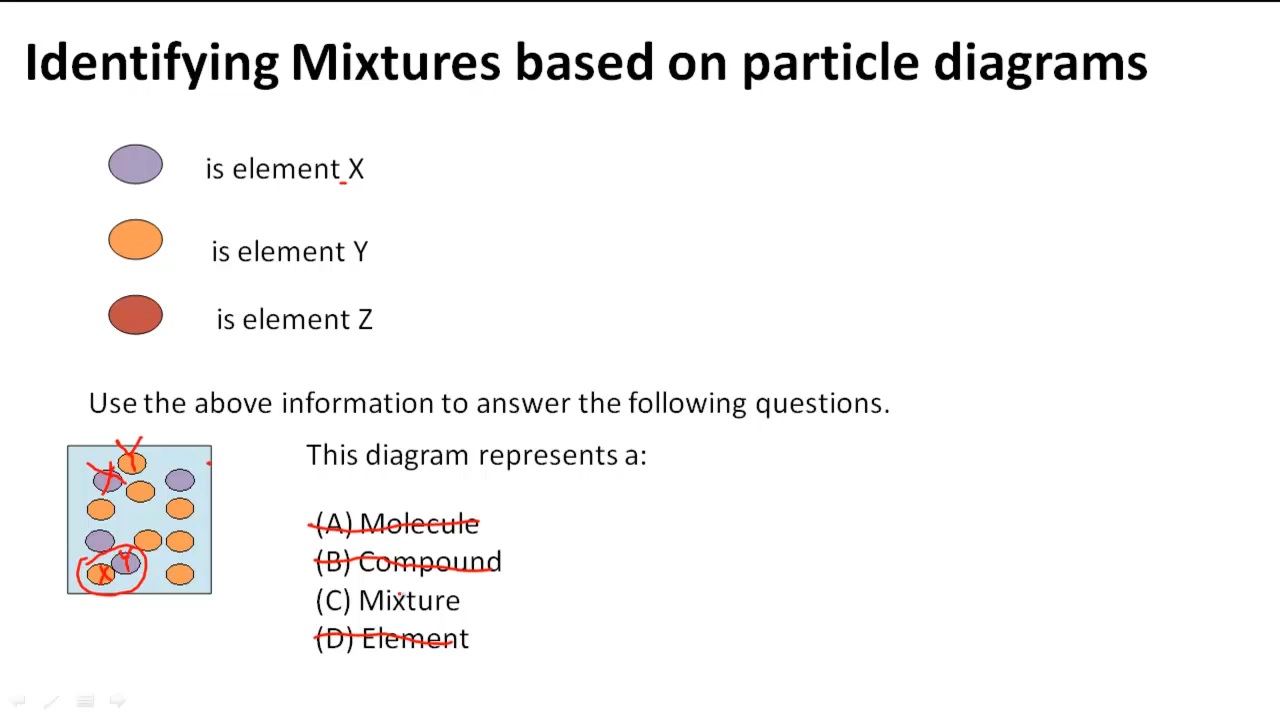 Identifying Mixtures based on particle diagrams
is element X
is element Y
is element Z
Use the above information to answer the following questions.
Y
X
Y
X
This diagram represents a:
(A) Molecule
(B) Compound
(C) Mixture
(D) Element